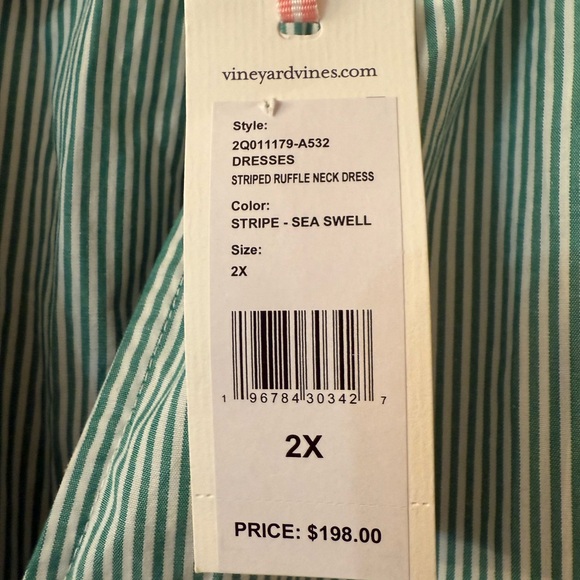 vineyardvines.com
Style:
2Q011179-A532
DRESSES
STRIPED RUFFLE NECK DRESS
Color:
STRIPE - SEA SWELL
Size:
2X
1 96784 30342 7
2X
PRICE: $198.00